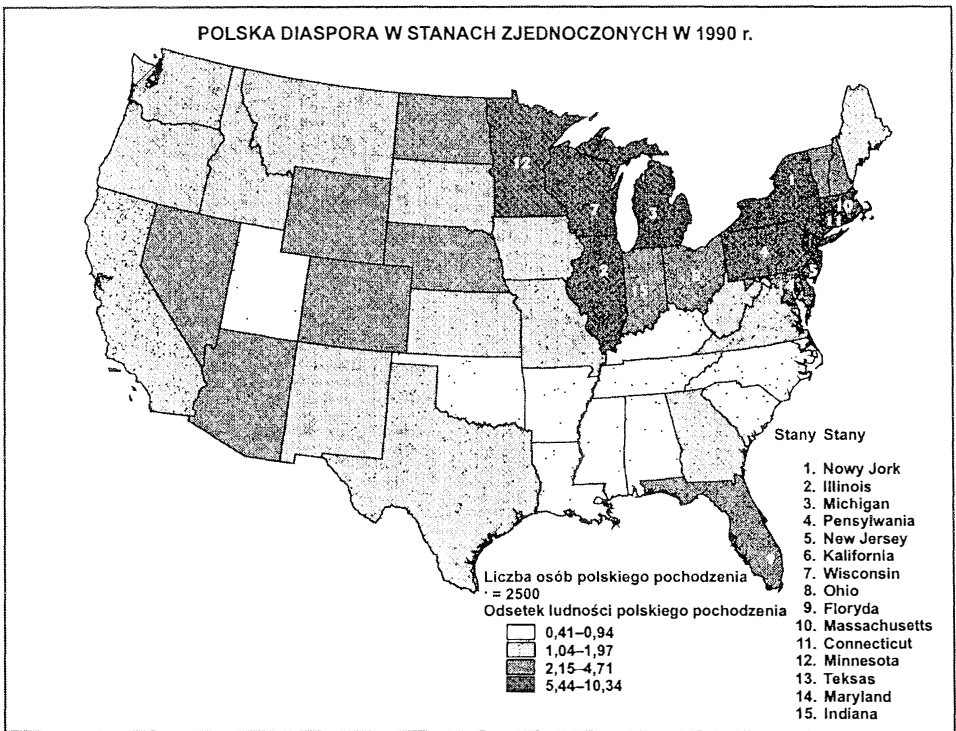 POLSKA DIASPORA W STANACH ZJEDNOCZONYCH W 1990 r.
12
7
3
1
4
2
15
8
10
11
5
9
Stany Stany
1. Nowy Jork
2. Illinois
3. Michigan
4. Pensylwania
5. New Jersey
6. Kalifornia
7. Wisconsin
8. Ohio
9. Floryda
10. Massachusetts
11. Connecticut
12. Minnesota
13. Teksas
14. Maryland
15. Indiana
Liczba osób polskiego pochodzenia
· = 2500
Odsetek ludności polskiego pochodzenia
0,41–0,94
1,04–1,97
2,15–4,71
5,44–10,34